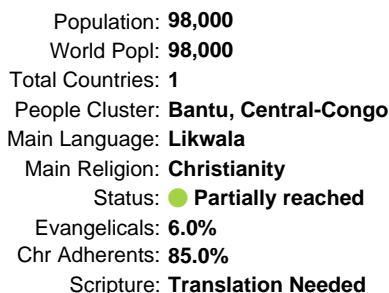 Population: 98,000
World Popl: 98,000
Total Countries: 1
People Cluster: Bantu, Central-Congo
Main Language: Likwala
Main Religion: Christianity
Status: Partially reached
Evangelicals: 6.0%
Chr Adherents: 85.0%
Scripture: Translation Needed